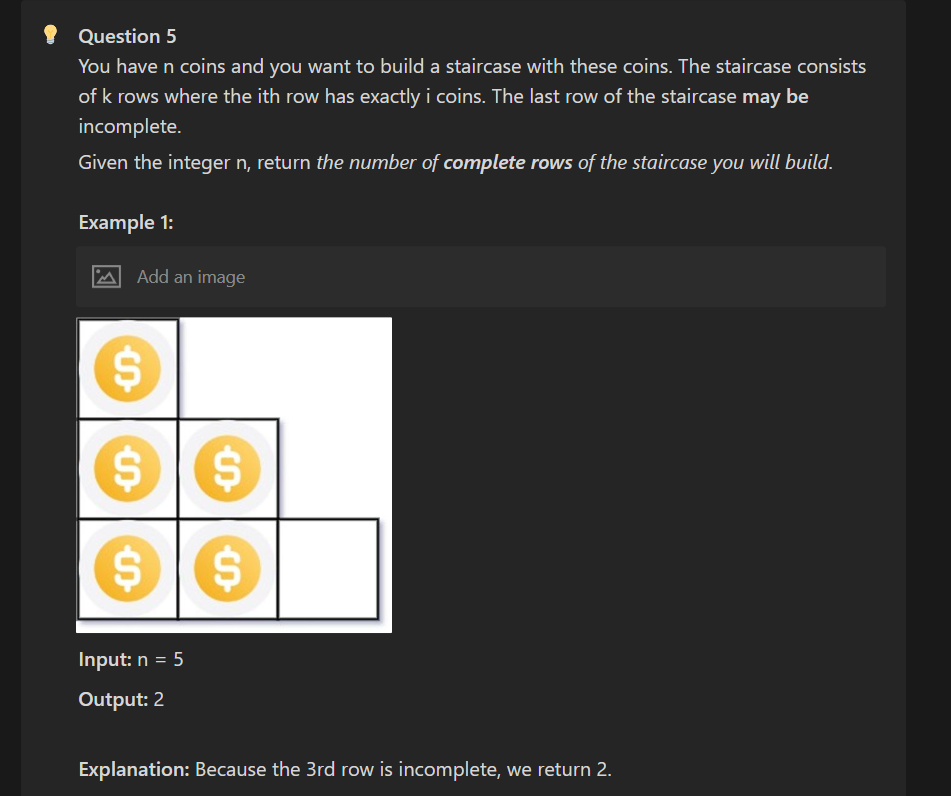 Question 5
You have n coins and you want to build a staircase with these coins. The staircase consists
of k rows where the ith row has exactly i coins. The last row of the staircase may be
incomplete.
Given the integer n, return the number of complete rows of the staircase you will build.
Example 1:
Add an image
$
$ $
$ $
Input: n = 5
Output: 2
Explanation: Because the 3rd row is incomplete, we return 2.